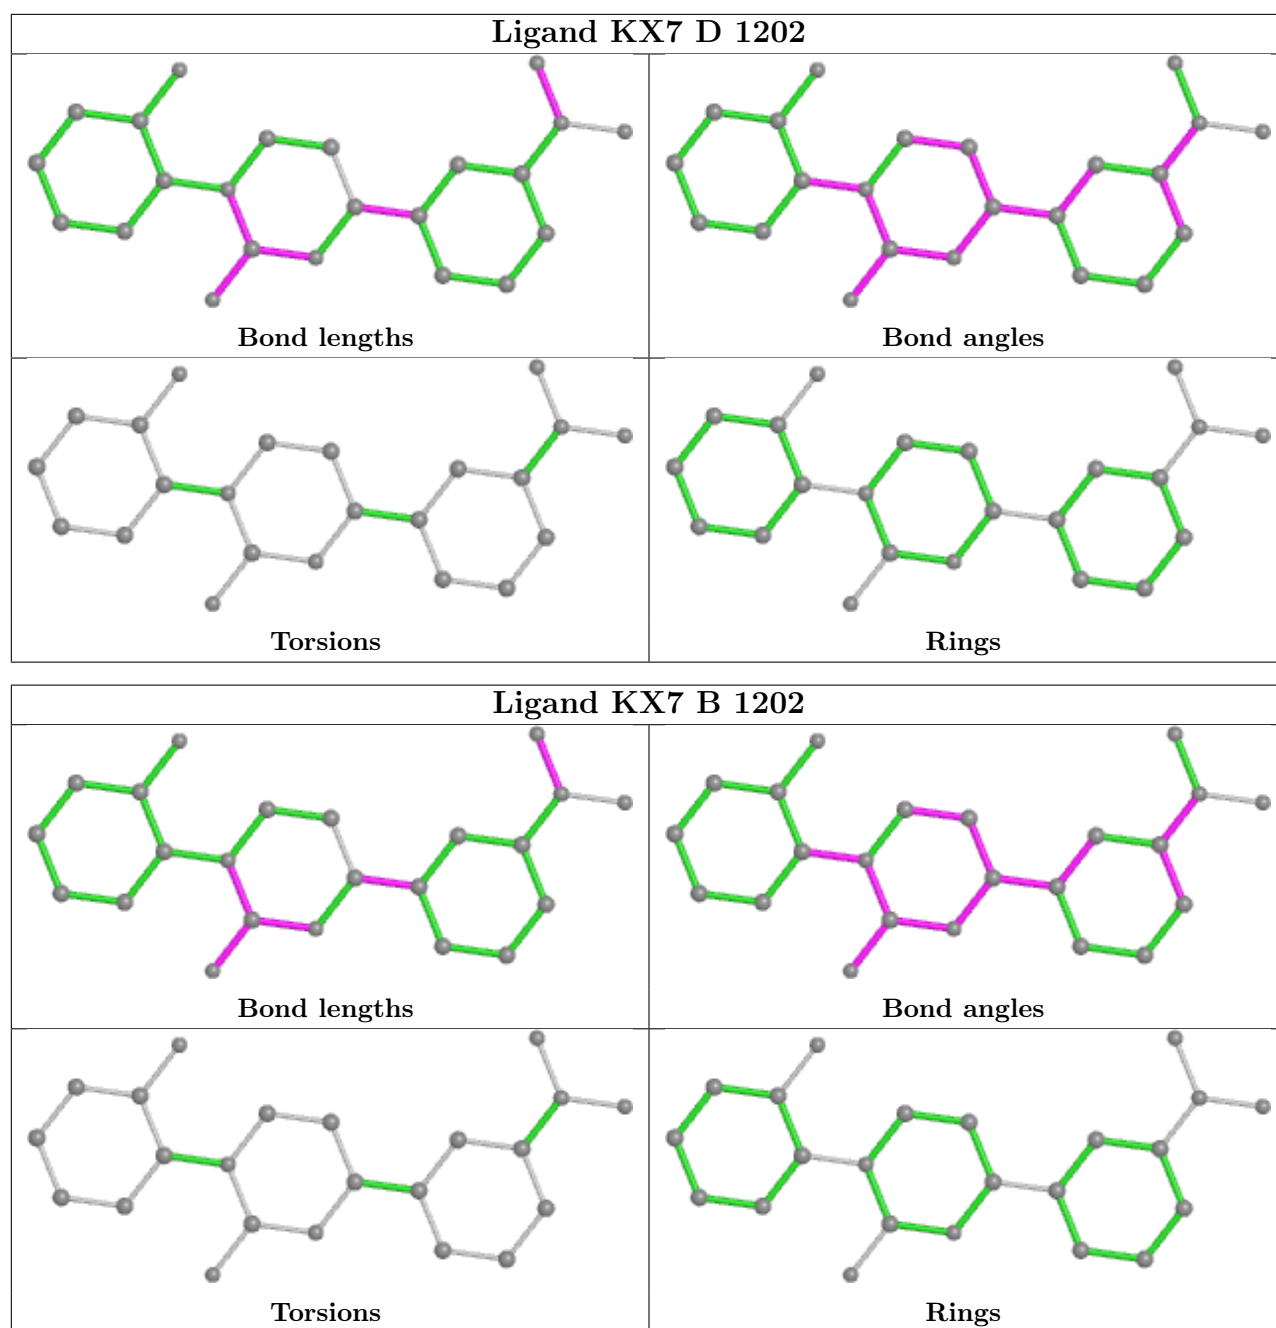 Ligand KX7 D 1202
Bond lengths
Bond angles
Torsions
Rings
Ligand KX7 B 1202
Bond lengths
Bond angles
Torsions
Rings